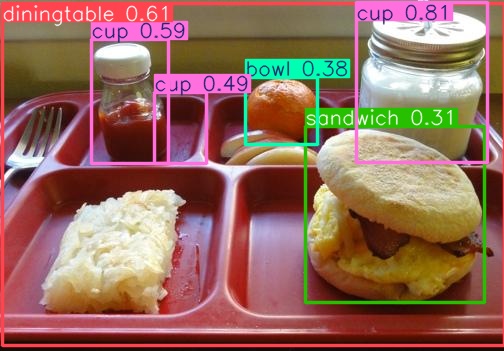 diningtable 0.61
cup 0.81
cup 0.59
cup 0.49
bowl 0.38
sandwich 0.31